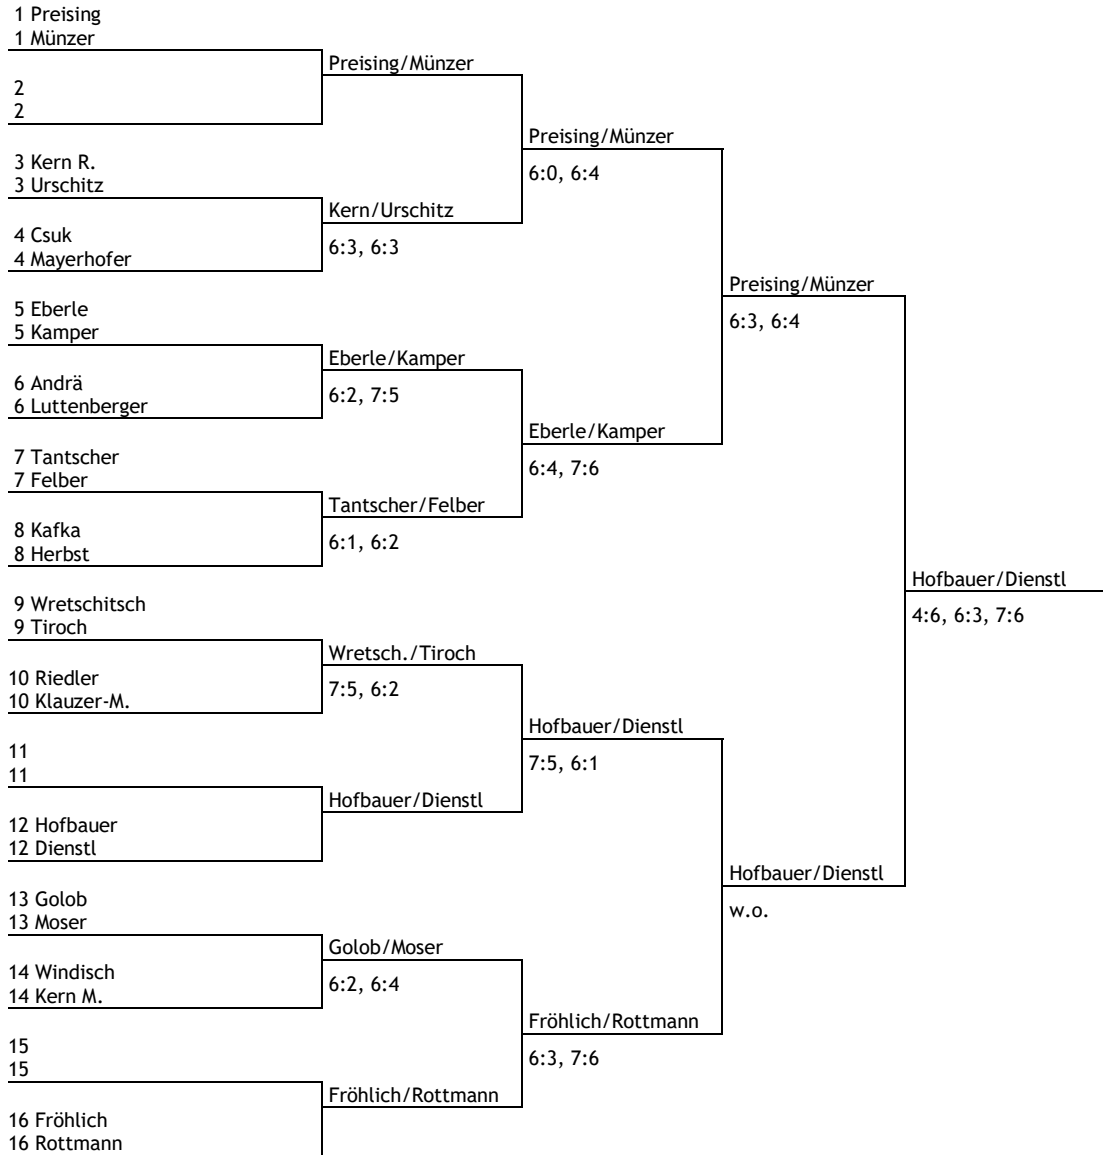 1 Preising
1 Münzer
Preising/Münzer
2
2
Preising/Münzer
3 Kern R.
6:0, 6:4
3 Urschitz
Kern/Urschitz
4 Csuk
6:3, 6:3
4 Mayerhofer
Preising/Münzer
5 Eberle
6:3, 6:4
5 Kamper
Eberle/Kamper
6 Andrä
6:2, 7:5
6 Luttenberger
Eberle/Kamper
7 Tantscher
6:4, 7:6
7 Felber
Tantscher/Felber
8 Kafka
6:1, 6:2
8 Herbst
Hofbauer/Dienstl
9 Wretschitsch
4:6, 6:3, 7:6
9 Tiroch
Wretsch./Tiroch
10 Riedler
7:5, 6:2
10 Klauzer-M.
Hofbauer/Dienstl
11
7:5, 6:1
11
Hofbauer/Dienstl
12 Hofbauer
12 Dienstl
Hofbauer/Dienstl
13 Golob
w.o.
13 Moser
Golob/Moser
14 Windisch
6:2, 6:4
14 Kern M.
Fröhlich/Rottmann
15
6:3, 7:6
15
Fröhlich/Rottmann
16 Fröhlich
16 Rottmann